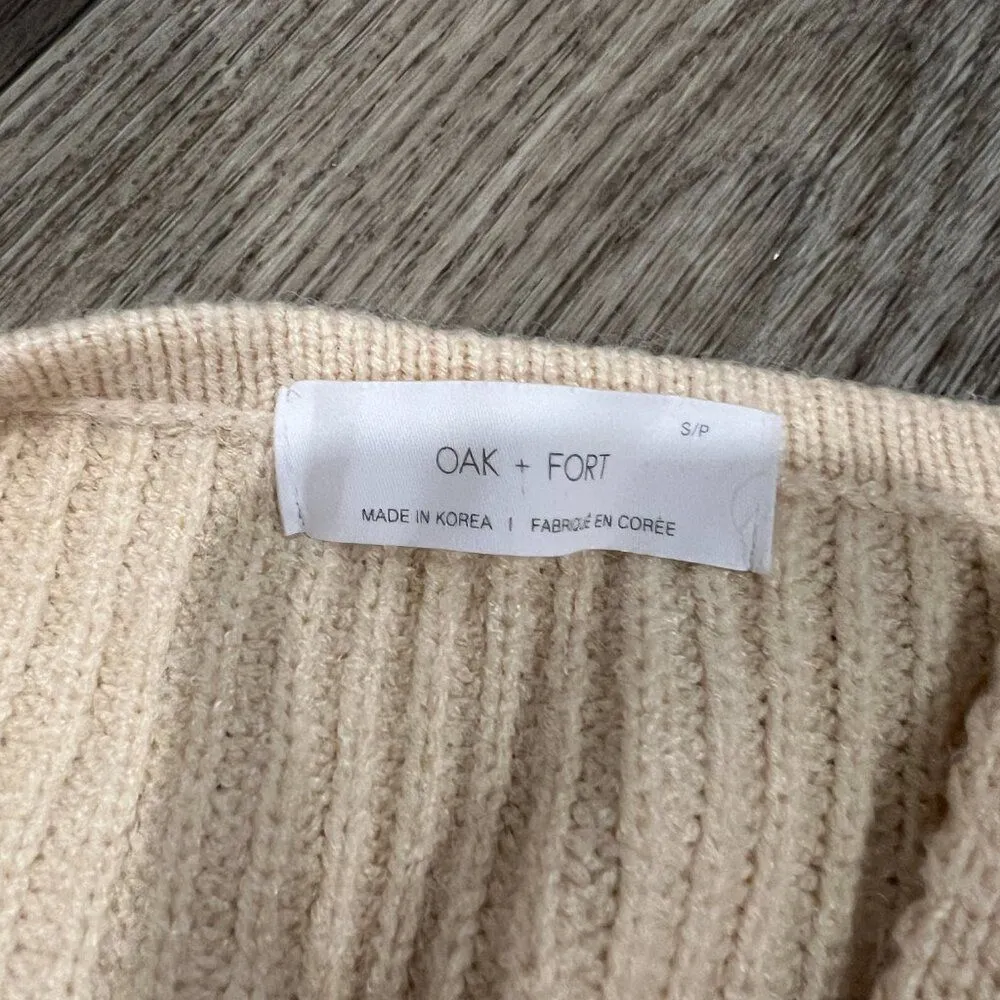 S/P
OAK + FORT
MADE IN KOREA | FABRIQUÉ EN CORÉE